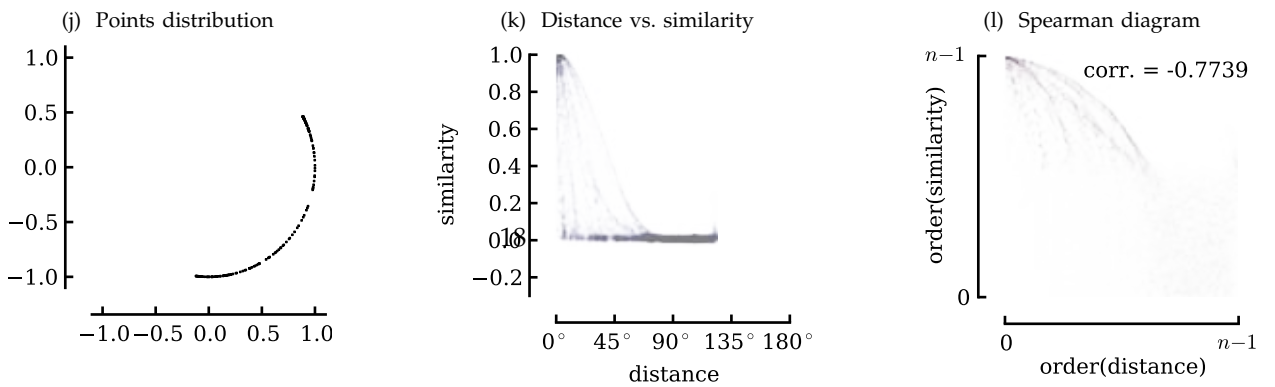 (j) Points distribution
1.0
0.5
0.0
−0.5
−1.0
−1.0 −0.5 0.0 0.5 1.0
(k) Distance vs. similarity
similarity
1.0
0.8
0.6
0.4
0.2
0.0
18
−0.2
0° 45° 90° 135° 180°
distance
(l) Spearman diagram
order(similarity)
n−1
corr. = -0.7739
0
0 n−1
order(distance)